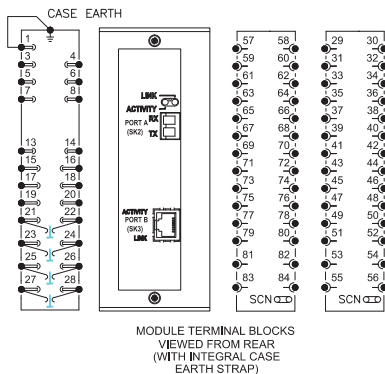 CASE EARTH
1
3 4
5 6
7 8
13 14
15 16
17 18
19 20
21 22
23 24
25 26
27 28
LINK
ACTIVITY
PORT A RX
(SK2) TX
ACTIVITY
PORT B
(SK3)
LINK
57 58
59 60
61 62
63 64
65 66
67 68
69 70
71 72
73 74
75 76
77 78
79 80
81 82
83 84
SCN
29 30
31 32
33 34
35 36
37 38
39 40
41 42
43 44
45 46
47 48
49 50
51 52
53 54
55 56
SCN
MODULE TERMINAL BLOCKS
VIEWED FROM REAR
(WITH INTEGRAL CASE
EARTH STRAP)